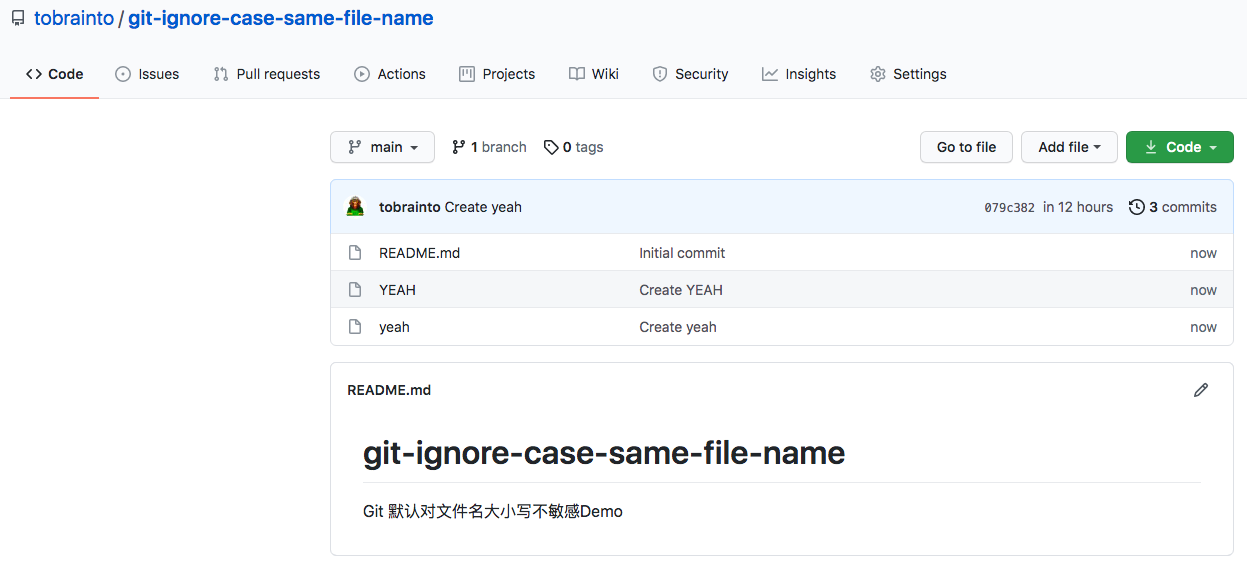 tobrainto / git-ignore-case-same-file-name
Code Issues Pull requests Actions Projects Wiki Security Insights Settings
main 1 branch 0 tags Go to file Add file Code
tobrainto Create yeah 079c382 in 12 hours 3 commits
README.md Initial commit now
YEAH Create YEAH now
yeah Create yeah now
README.md
git-ignore-case-same-file-name
Git 默认对文件名大小写不敏感Demo